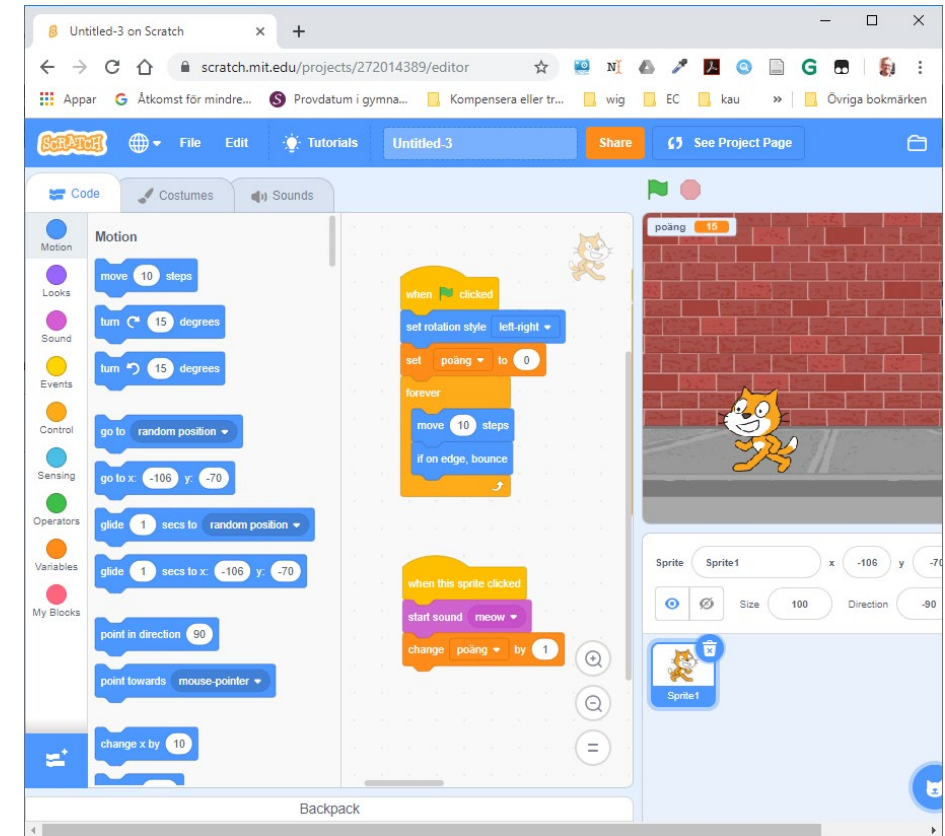 Untitled-3 on Scratch
scratch.mit.edu/projects/272014389/editor
Appar
Åtkomst för mindre...
Provdatum i gymna...
Kompensera eller tr...
wig
EC
kau
»
Övriga bokmärken
SCRATCH
File
Edit
Tutorials
Untitled-3
Share
See Project Page
Code
Costumes
Sounds
Motion
Looks
Sound
Events
Control
Sensing
Operators
Variables
My Blocks
Motion
move 10 steps
turn 15 degrees
turn 15 degrees
go to random position
go to x: -106 y: -70
glide 1 secs to random position
glide 1 secs to x: -106 y: -70
point in direction 90
point towards mouse-pointer
change x by 10
when clicked
set rotation style left-right
set poäng to 0
forever
move 10 steps
if on edge, bounce
when this sprite clicked
start sound meow
change poäng by 1
poäng 15
Sprite Sprite1 x -106 y -70
Size 100 Direction -90
Sprite1
Backpack